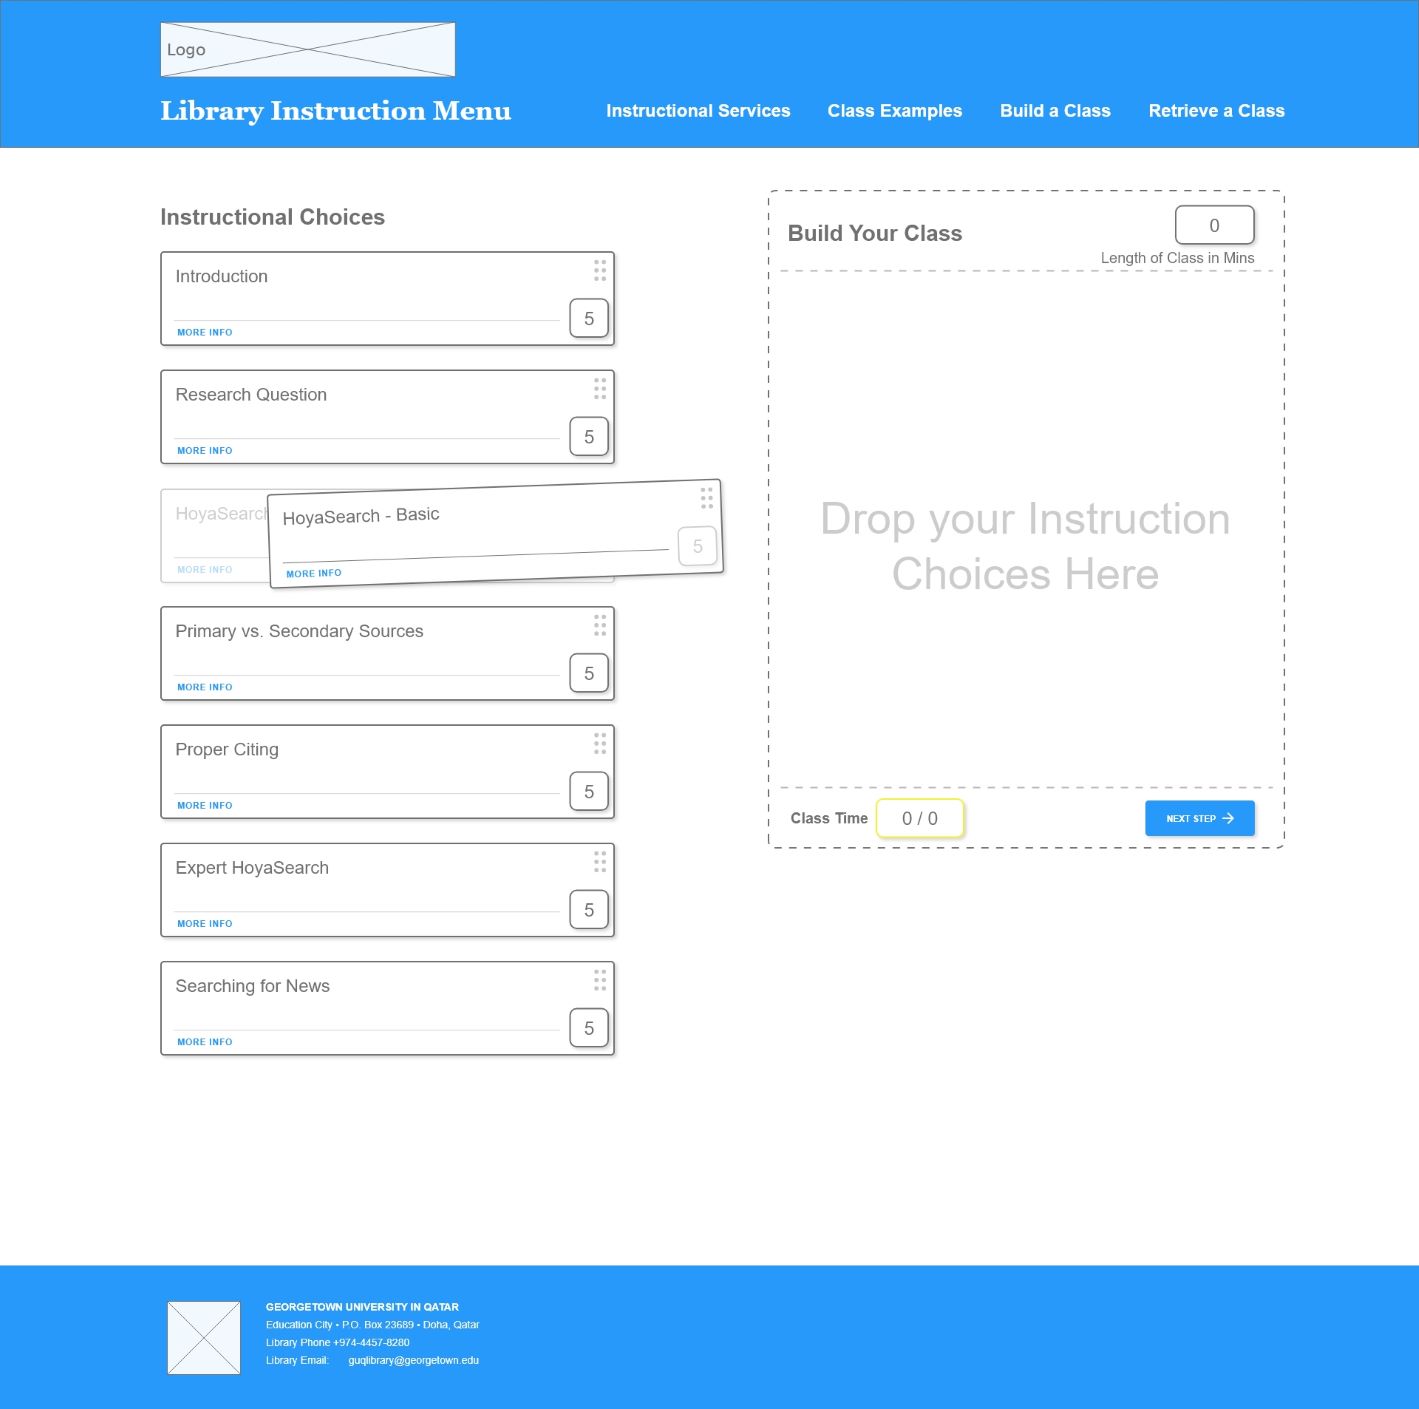 Logo
Library Instruction Menu
Instructional Services
Class Examples
Build a Class
Retrieve a Class
Instructional Choices
Introduction
5
MORE INFO
Research Question
5
MORE INFO
HoyaSearch
MORE INFO
HoyaSearch - Basic
5
MORE INFO
Primary vs. Secondary Sources
5
MORE INFO
Proper Citing
5
MORE INFO
Expert HoyaSearch
5
MORE INFO
Searching for News
5
MORE INFO
Build Your Class
0
Length of Class in Mins
Drop your Instruction
Choices Here
Class Time
0 / 0
NEXT STEP
GEORGETOWN UNIVERSITY IN QATAR
Education City • P.O. Box 23689 • Doha, Qatar
Library Phone +974-4457-8280
Library Email: guqlibrary@georgetown.edu